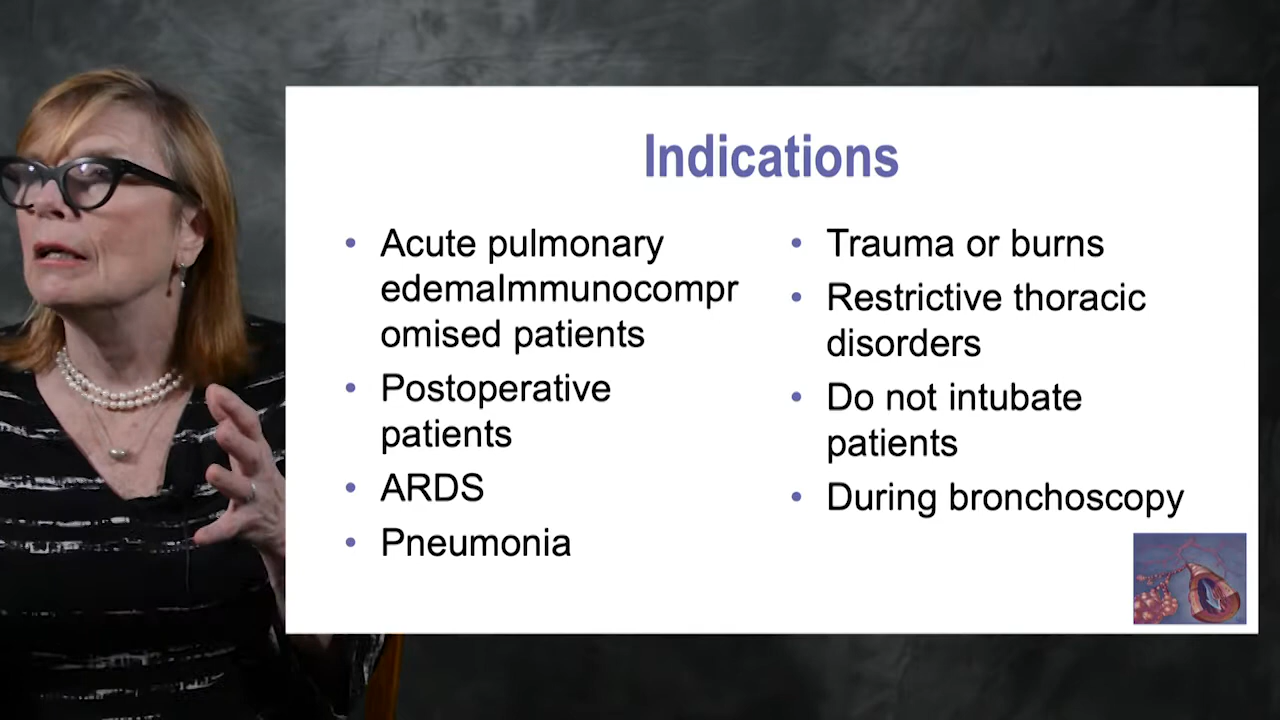 Indications
• Acute pulmonary
edemaImmunocompr
omised patients
• Postoperative
patients
• ARDS
• Pneumonia
• Trauma or burns
• Restrictive thoracic
disorders
• Do not intubate
patients
• During bronchoscopy